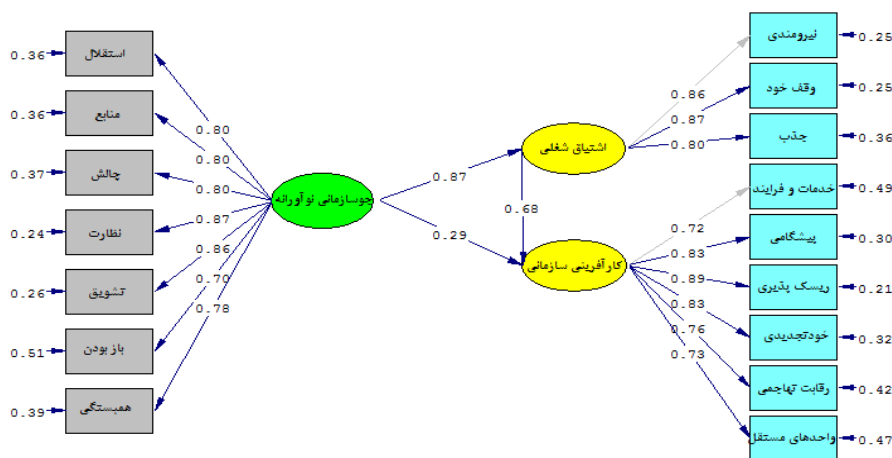 استقلال
0.36
منابع
0.36
چالش
0.37
نظارت
0.24
تشویق
0.26
باز بودن
0.51
همبستگی
0.39
0.80
0.80
0.80
0.87
0.86
0.70
0.78
جوسازمانی نوآورانه
0.87
0.29
0.68
اشتیاق شغلی
کارآفرینی سازمانی
0.86
0.87
0.80
0.72
0.83
0.89
0.83
0.76
0.73
نیرومندی
0.25
وقف خود
0.25
جذب
0.36
خدمات و فرایند
0.49
پیشگامی
0.30
ریسک پذیری
0.21
خودتجدیدی
0.32
رقابت تهاجمی
0.42
واحدهای مستقل
0.47